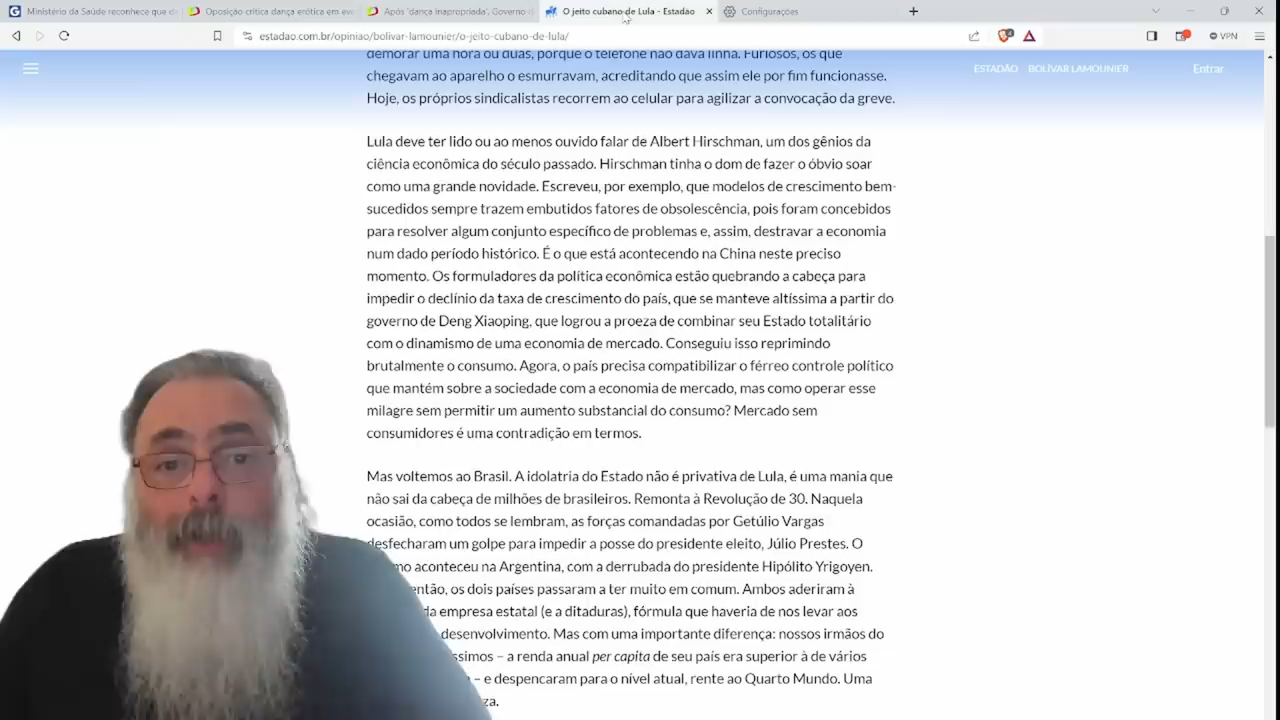 Ministério da Saúde reconhece que d
Oposição critica dança erótica em eve
Após 'dança inapropriada', Governo d
O jeito cubano de Lula - Estadão
Configurações
estadao.com.br/opiniao/bolivar-lamounier/o-jeito-cubano-de-lula/
VPN
ESTADÃO BOLÍVAR LAMOUNIER
Entrar
demorar uma hora ou duas, porque o telefone não dava linha. Furiosos, os que
chegavam ao aparelho o esmurravam, acreditando que assim ele por fim funcionasse.
Hoje, os próprios sindicalistas recorrem ao celular para agilizar a convocação da greve.
Lula deve ter lido ou ao menos ouvido falar de Albert Hirschman, um dos gênios da
ciência econômica do século passado. Hirschman tinha o dom de fazer o óbvio soar
como uma grande novidade. Escreveu, por exemplo, que modelos de crescimento bem-
sucedidos sempre trazem embutidos fatores de obsolescência, pois foram concebidos
para resolver algum conjunto específico de problemas e, assim, destravar a economia
num dado período histórico. É o que está acontecendo na China neste preciso
momento. Os formuladores da política econômica estão quebrando a cabeça para
impedir o declínio da taxa de crescimento do país, que se manteve altíssima a partir do
governo de Deng Xiaoping, que logrou a proeza de combinar seu Estado totalitário
com o dinamismo de uma economia de mercado. Conseguiu isso reprimindo
brutalmente o consumo. Agora, o país precisa compatibilizar o férreo controle político
que mantém sobre a sociedade com a economia de mercado, mas como operar esse
milagre sem permitir um aumento substancial do consumo? Mercado sem
consumidores é uma contradição em termos.
Mas voltemos ao Brasil. A idolatria do Estado não é privativa de Lula, é uma mania que
não sai da cabeça de milhões de brasileiros. Remonta à Revolução de 30. Naquela
ocasião, como todos se lembram, as forças comandadas por Getúlio Vargas
desfecharam um golpe para impedir a posse do presidente eleito, Júlio Prestes. O
mo aconteceu na Argentina, com a derrubada do presidente Hipólito Yrigoyen.
então, os dois países passaram a ter muito em comum. Ambos aderiram à
da empresa estatal (e a ditaduras), fórmula que haveria de nos levar aos
desenvolvimento. Mas com uma importante diferença: nossos irmãos do
ssimos – a renda anual per capita de seu país era superior à de vários
– e despencaram para o nível atual, rente ao Quarto Mundo. Uma
za.